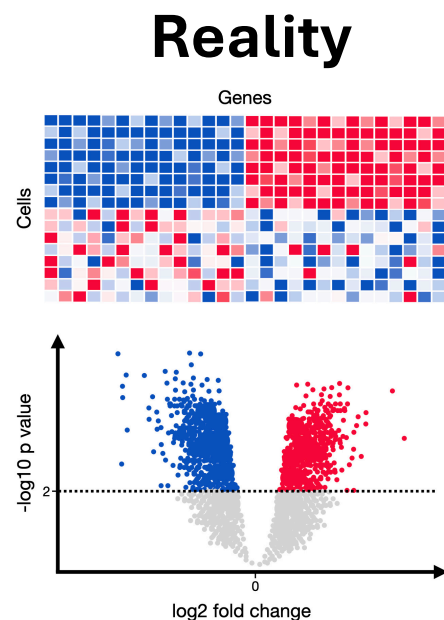 Reality
Genes
Cells
-log10 p value
2
0
log2 fold change